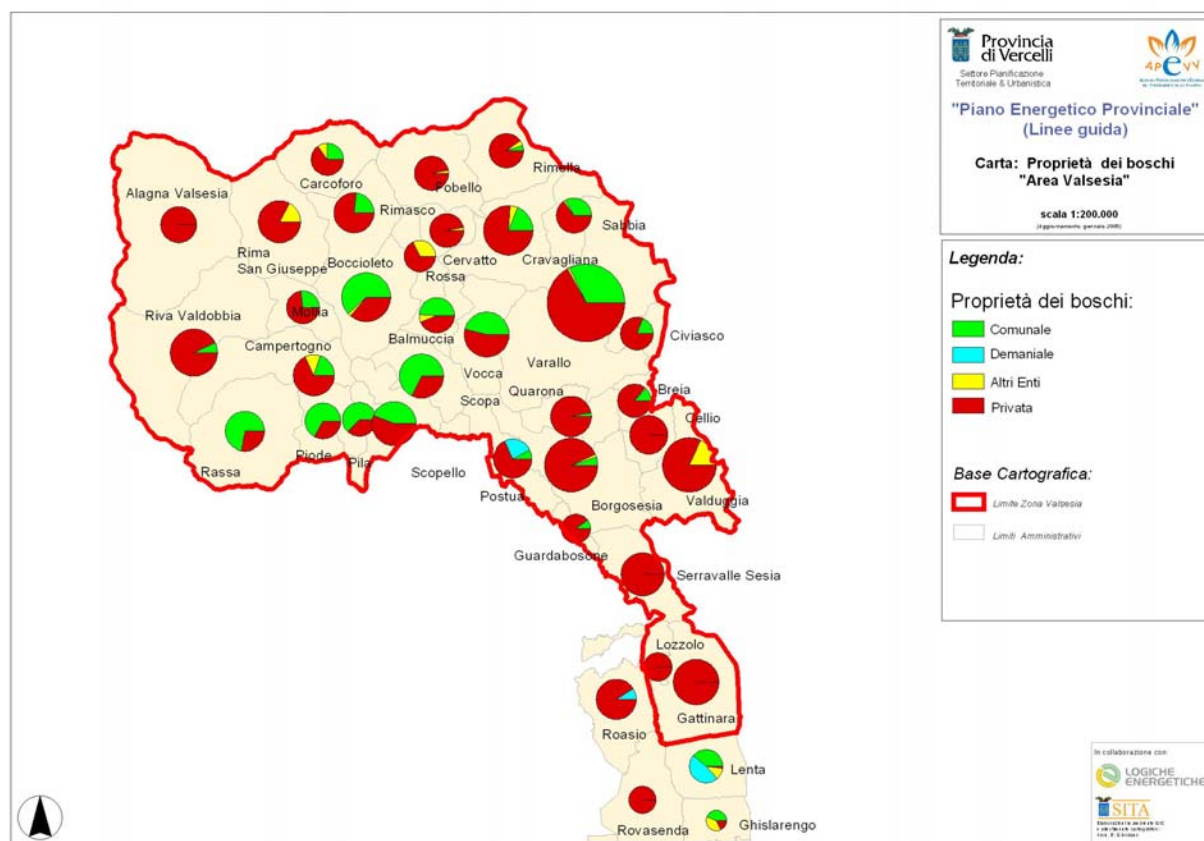 Provincia
di Vercelli
Settore Pianificazione
Territoriale & Urbanistica
APEVV
"Piano Energetico Provinciale"
(Linee guida)
Carta: Proprietà dei boschi
"Area Valsesia"
scala 1:200.000
Legenda:
Proprietà dei boschi:
Comunale
Demaniale
Altri Enti
Privata
Base Cartografica:
Limite Zona Valsesia
Limiti Amministrativi
In collaborazione con:
LOGICHE
ENERGETICHE
SITA
Rimella
Carcoforo
Fobello
Alagna Valsesia
Rimasco
Sabbia
Rima
San Giuseppe
Boccioleto
Cervatto
Cravagliana
Rossa
Mollia
Riva Valdobbia
Balmuccia
Civiasco
Campertogno
Vocca
Varallo
Scopa
Quarona
Breia
Cellio
Rassa
Piode
Pila
Scopello
Postua
Borgosesia
Valduggia
Guardabosone
Serravalle Sesia
Lozzolo
Gattinara
Roasio
Lenta
Rovasenda
Ghislarengo